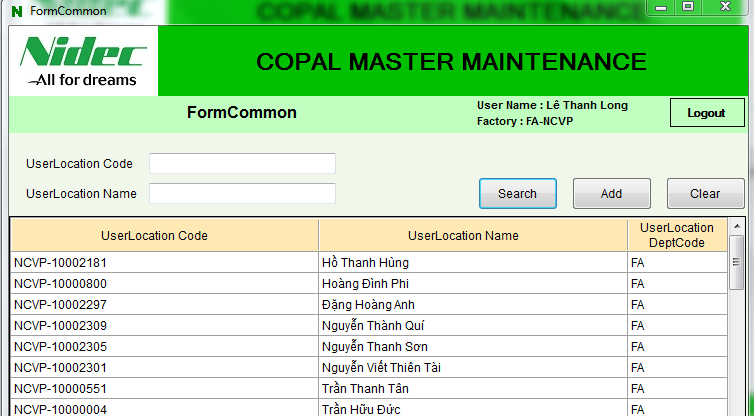 FormCommon
Nidec
All for dreams
COPAL MASTER MAINTENANCE
FormCommon
User Name : Lê Thanh Long
Factory : FA-NCVP
Logout
UserLocation Code
UserLocation Name
Search Add Clear
UserLocation Code UserLocation Name UserLocation DeptCode
NCVP-10002181 Hồ Thanh Hùng FA
NCVP-10000800 Hoàng Đình Phi FA
NCVP-10002297 Đặng Hoàng Anh FA
NCVP-10002309 Nguyễn Thành Quí FA
NCVP-10002305 Nguyễn Thanh Sơn FA
NCVP-10002301 Nguyễn Viết Thiên Tài FA
NCVP-10000551 Trần Thanh Tân FA
NCVP-10000004 Trần Hữu Đức FA